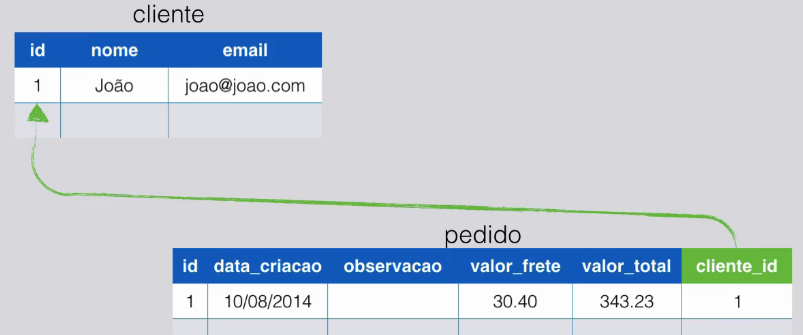 cliente
id nome email
1 João joao@joao.com
pedido
id data_criacao observacao valor_frete valor_total cliente_id
1 10/08/2014 30.40 343.23 1